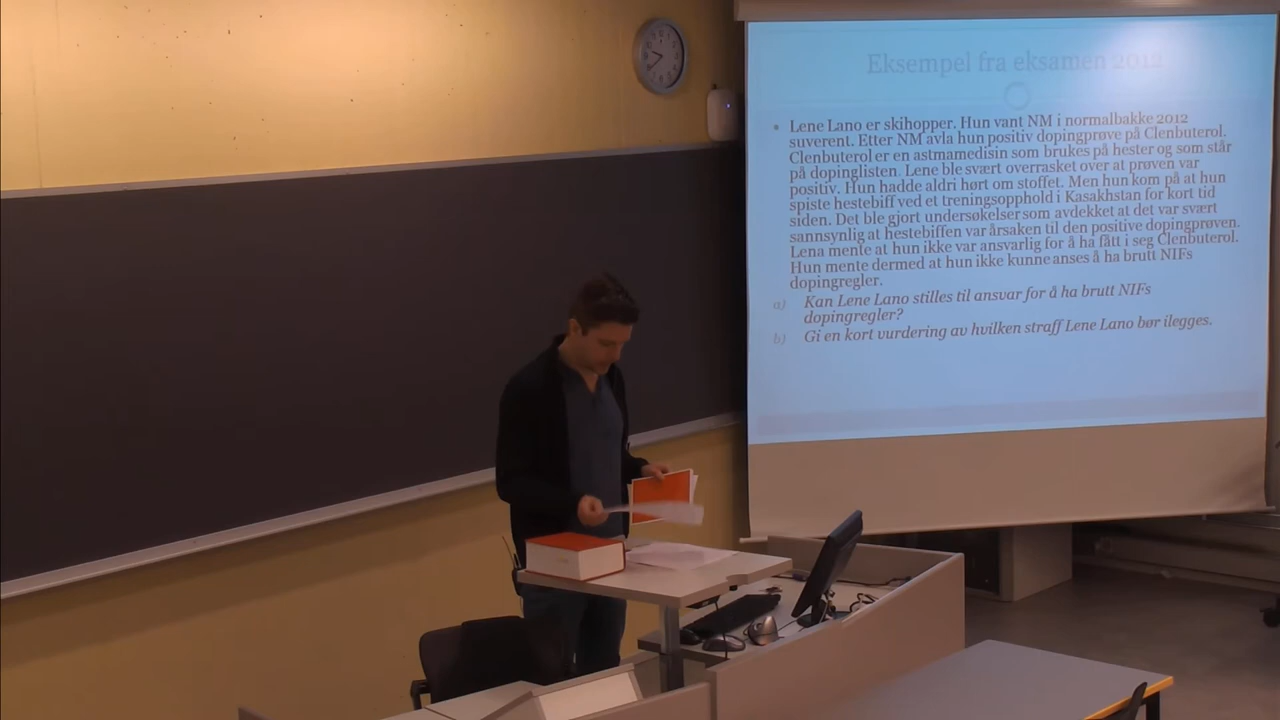 Eksempel fra eksamen 2012
Lene Lano er skihopper. Hun vant NM i normalbakke 2012
suverent. Etter NM avla hun positiv dopingprøve på Clenbuterol.
Clenbuterol er en astmamedisin som brukes på hester og som står
på dopinglisten. Lene ble svært overrasket over at prøven var
positiv. Hun hadde aldri hørt om stoffet. Men hun kom på at hun
spiste hestebiff ved et treningsopphold i Kasakhstan for kort tid
siden. Det ble gjort undersøkelser som avdekket at det var svært
sannsynlig at hestebiffen var årsaken til den positive dopingprøven.
Lena mente at hun ikke var ansvarlig for å ha fått i seg Clenbuterol.
Hun mente dermed at hun ikke kunne anses å ha brutt NIFs
dopingregler.
a) Kan Lene Lano stilles til ansvar for å ha brutt NIFs
dopingregler?
b) Gi en kort vurdering av hvilken straff Lene Lano bør ilegges.